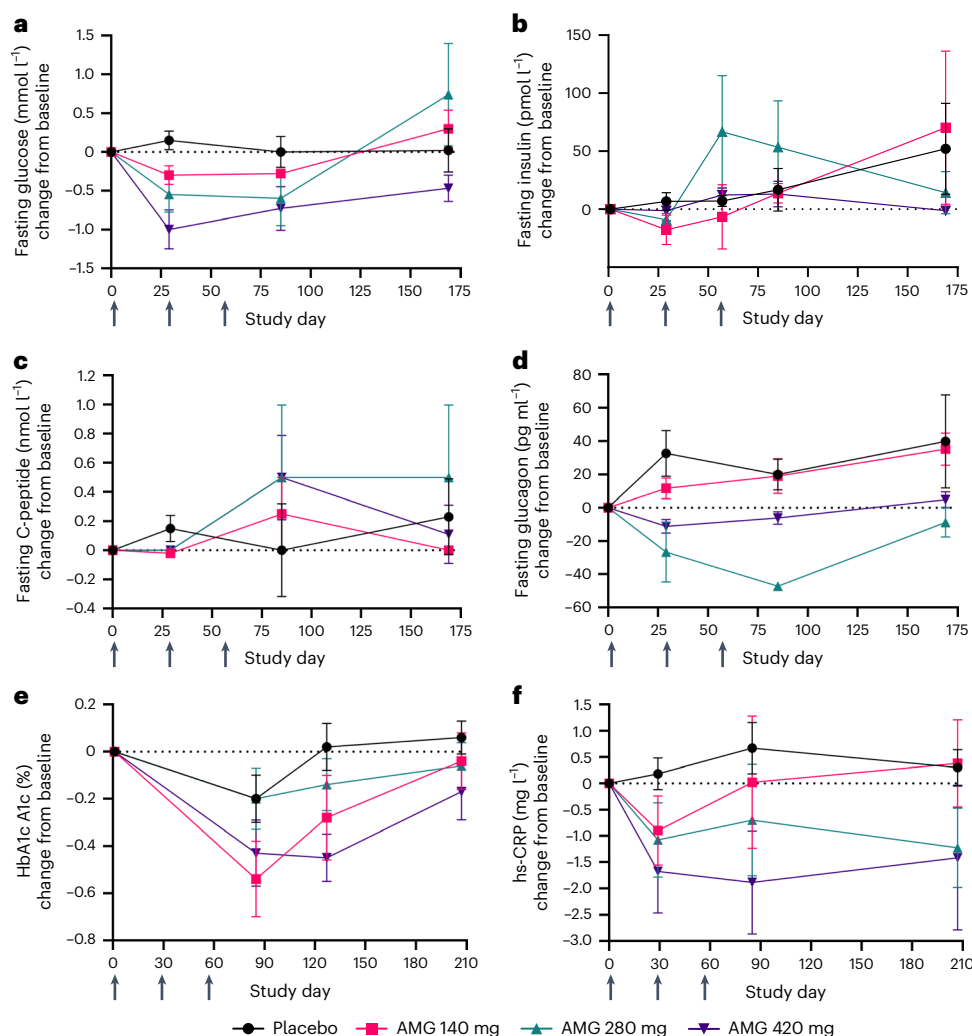 a
Fasting glucose (mmol l⁻¹)
change from baseline
1.5
1.0
0.5
0
−0.5
−1.0
−1.5
0 25 50 75 100 125 150 175
Study day
b
Fasting insulin (pmol l⁻¹)
change from baseline
150
100
50
0
0 25 50 75 100 125 150 175
Study day
c
Fasting C-peptide (nmol l⁻¹)
change from baseline
1.2
1.0
0.8
0.6
0.4
0.2
0
−0.2
−0.4
0 25 50 75 100 125 150 175
Study day
d
Fasting glucagon (pg ml⁻¹)
change from baseline
80
60
40
20
0
−20
−40
−60
0 25 50 75 100 125 150 175
Study day
e
HbA1c A1c (%)
change from baseline
0.2
0
−0.2
−0.4
−0.6
−0.8
0 30 60 90 120 150 180 210
Study day
f
hs-CRP (mg l⁻¹)
change from baseline
1.5
1.0
0.5
0
−0.5
−1.0
−1.5
−2.0
−2.5
−3.0
0 30 60 90 120 150 180 210
Study day
Placebo AMG 140 mg AMG 280 mg AMG 420 mg